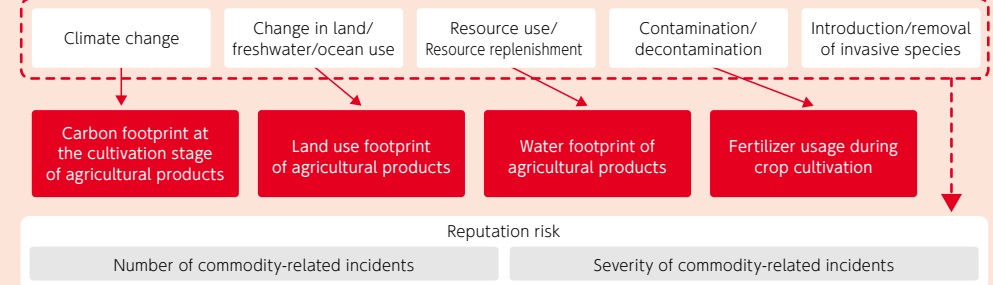 Climate change
Change in land/
freshwater/ocean use
Resource use/
Resource replenishment
Contamination/
decontamination
Introduction/removal
of invasive species
Carbon footprint at
the cultivation stage
of agricultural products
Land use footprint
of agricultural products
Water footprint of
agricultural products
Fertilizer usage during
crop cultivation
Reputation risk
Number of commodity-related incidents
Severity of commodity-related incidents